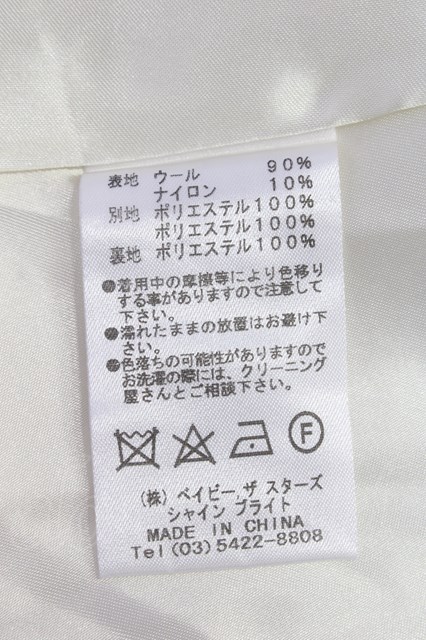 表地 ウール 90%
ナイロン 10%
別地 ポリエステル100%
ポリエステル100%
裏地 ポリエステル100%
●着用中の摩擦等により色移り
する事がありますので注意して
下さい。
●濡れたままの放置はお避け下
さい。
●色落ちの可能性がありますので
お洗濯の際には、クリーニング
屋さんとご相談下さい。
F
(株) ベイビー,ザ スターズ
シャイン ブライト
MADE IN CHINA
Tel (03) 5422-8808